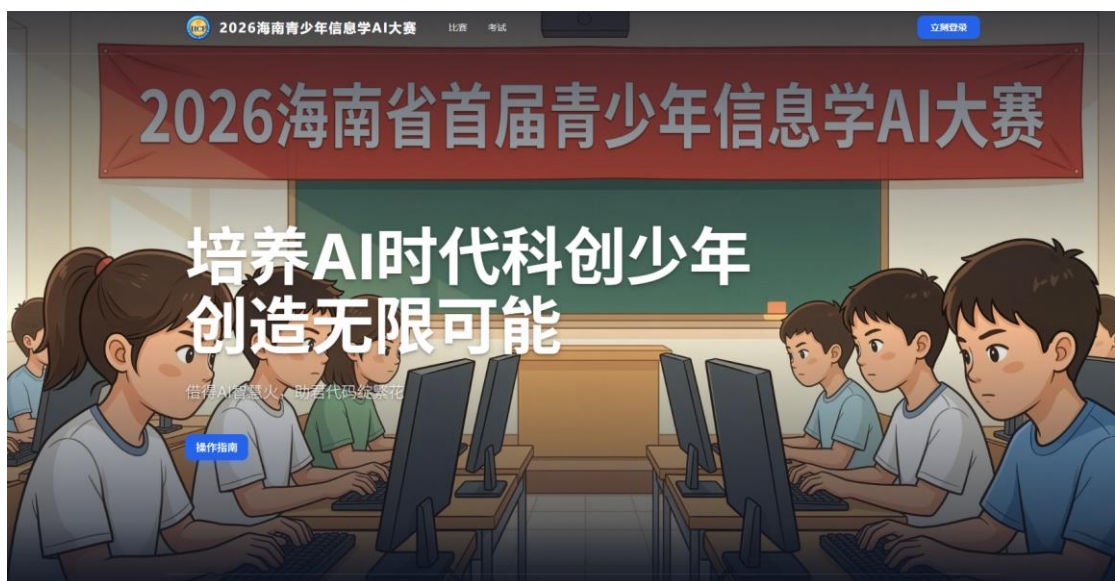 2026海南青少年信息学AI大赛 比赛 考试 立刻登录
2026海南省首届青少年信息学AI大赛
培养AI时代科创少年
创造无限可能
借得AI智慧火，助君代码绽繁花
操作指南